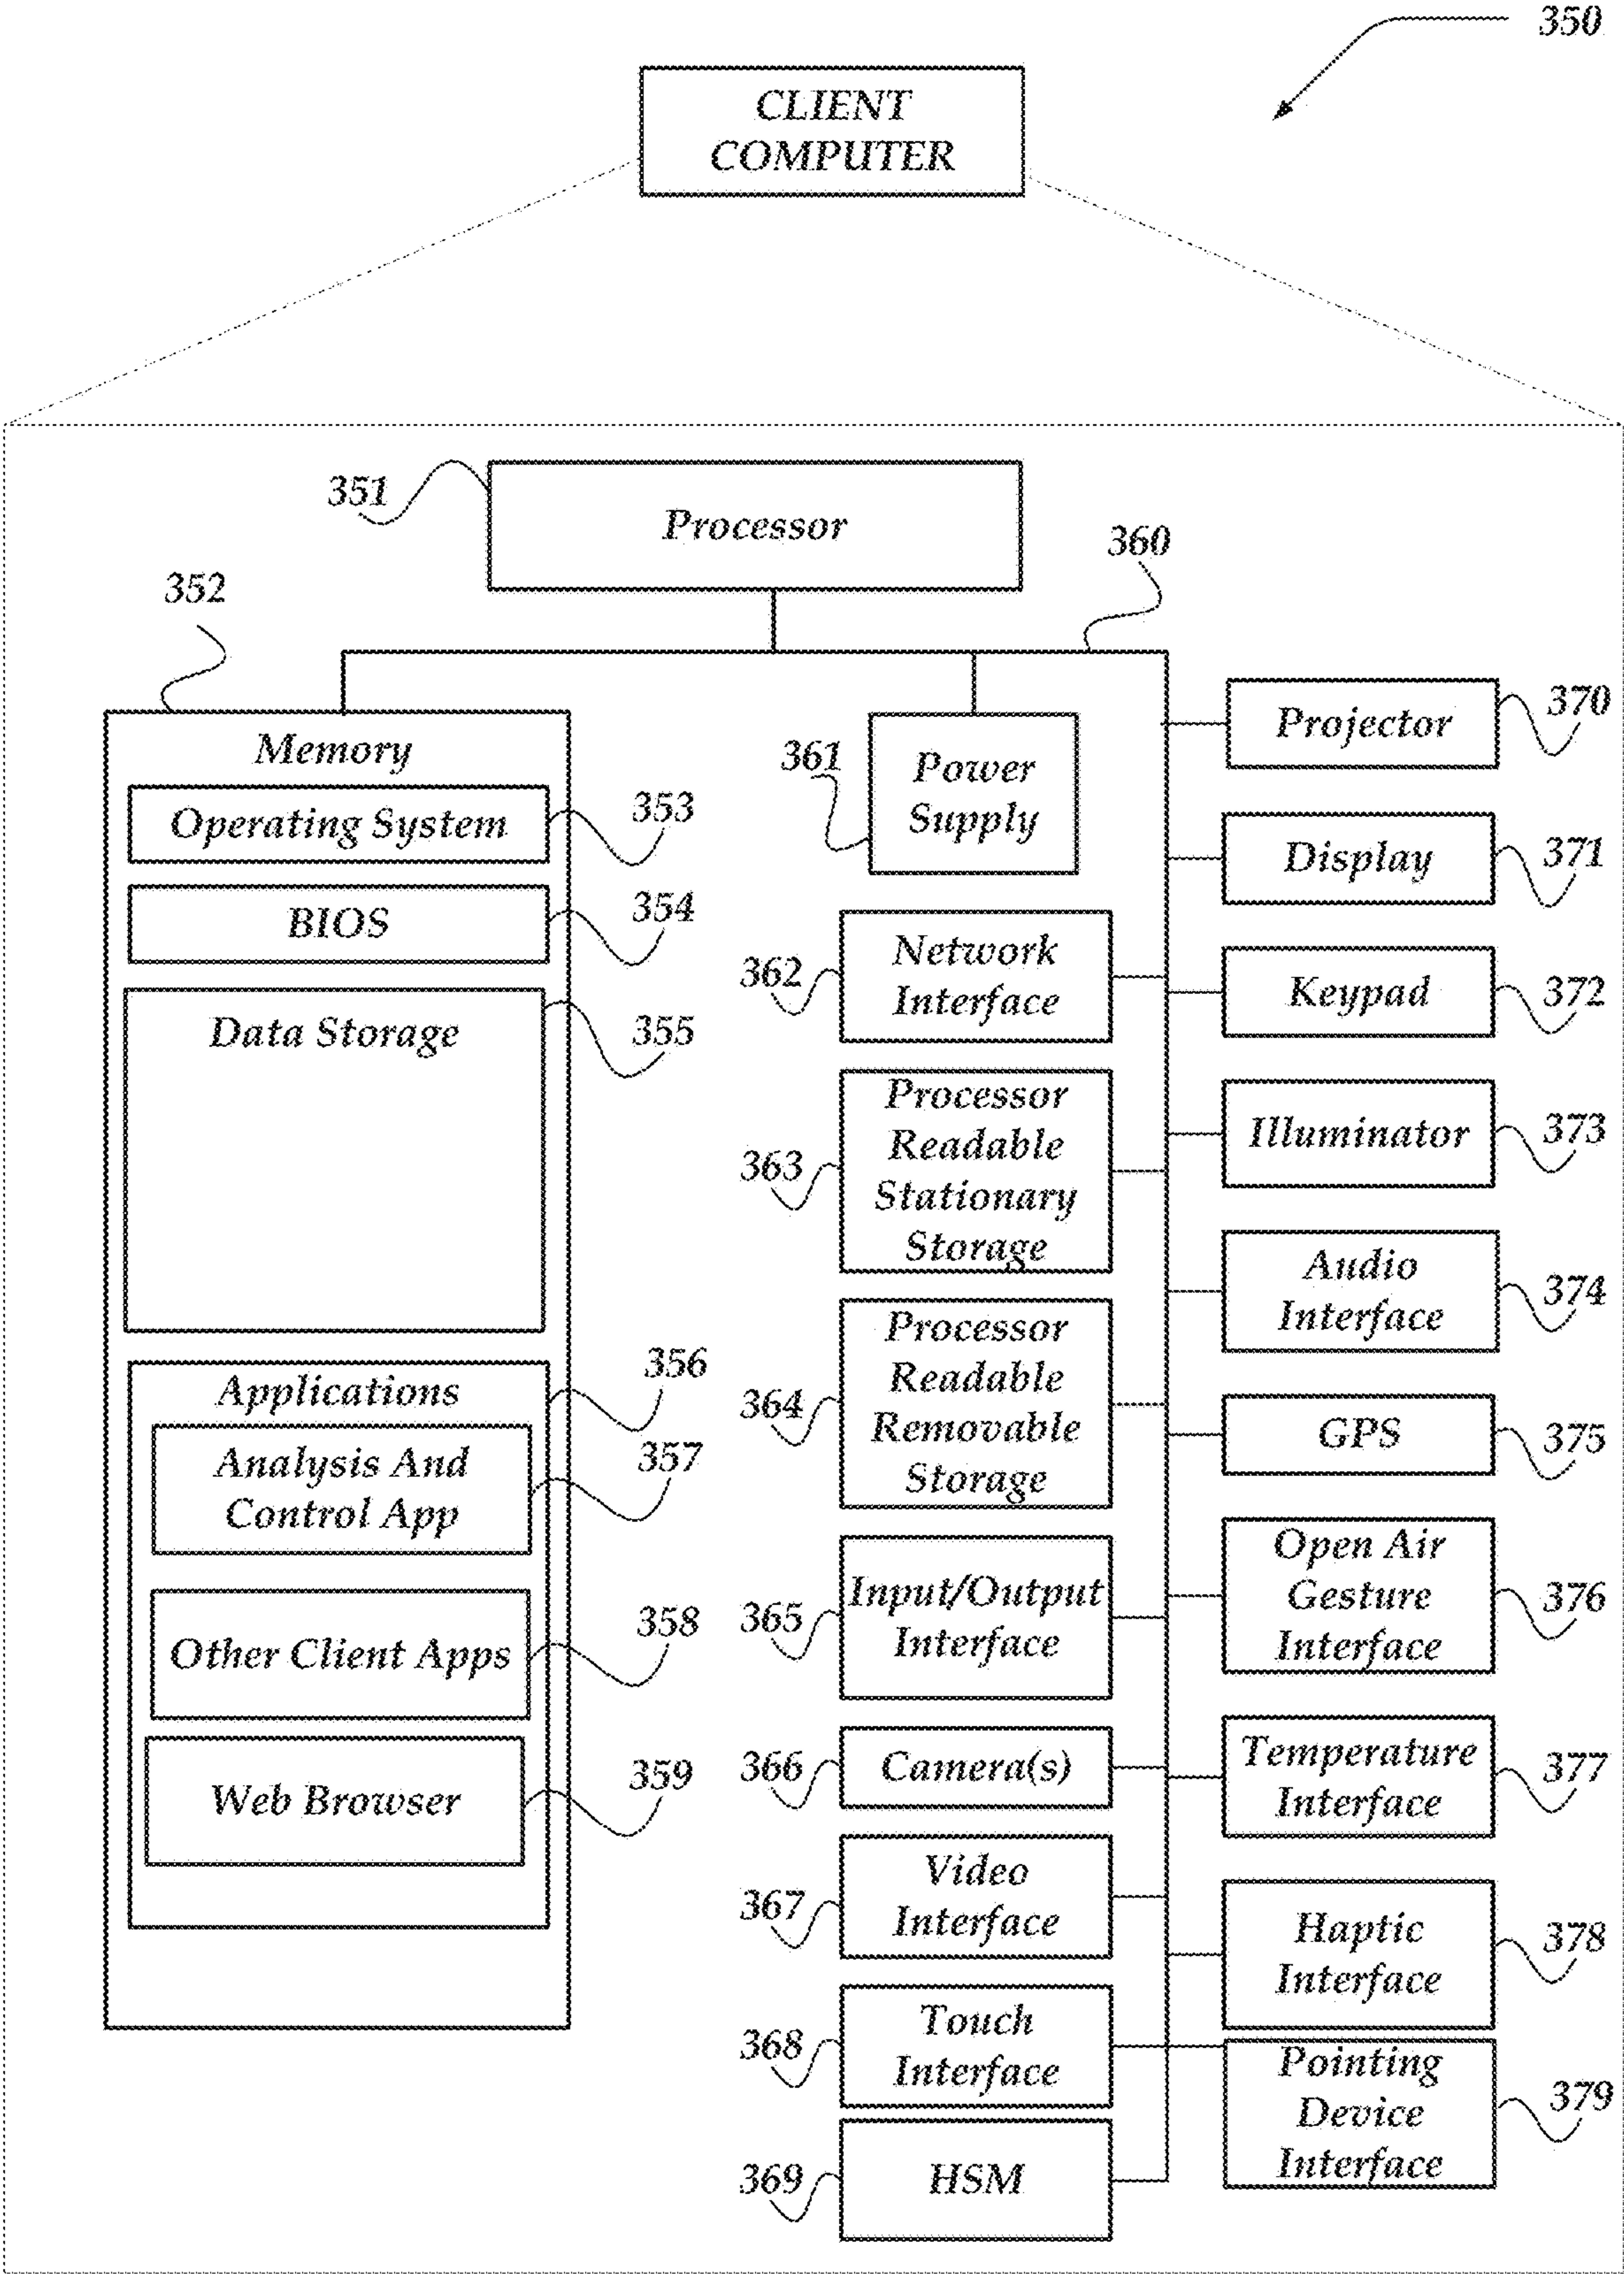 350
CLIENT
COMPUTER
351
Processor
360
352
Memory
Operating System
353
BIOS
354
Data Storage
355
Applications
356
Analysis And
Control App
357
Other Client Apps
358
Web Browser
359
361
Power
Supply
362
Network
Interface
363
Processor
Readable
Stationary
Storage
364
Processor
Readable
Removable
Storage
365
Input/Output
Interface
366
Camera(s)
367
Video
Interface
368
Touch
Interface
369
HSM
Projector
370
Display
371
Keypad
372
Illuminator
373
Audio
Interface
374
GPS
375
Open Air
Gesture
Interface
376
Temperature
Interface
377
Haptic
Interface
378
Pointing
Device
Interface
379